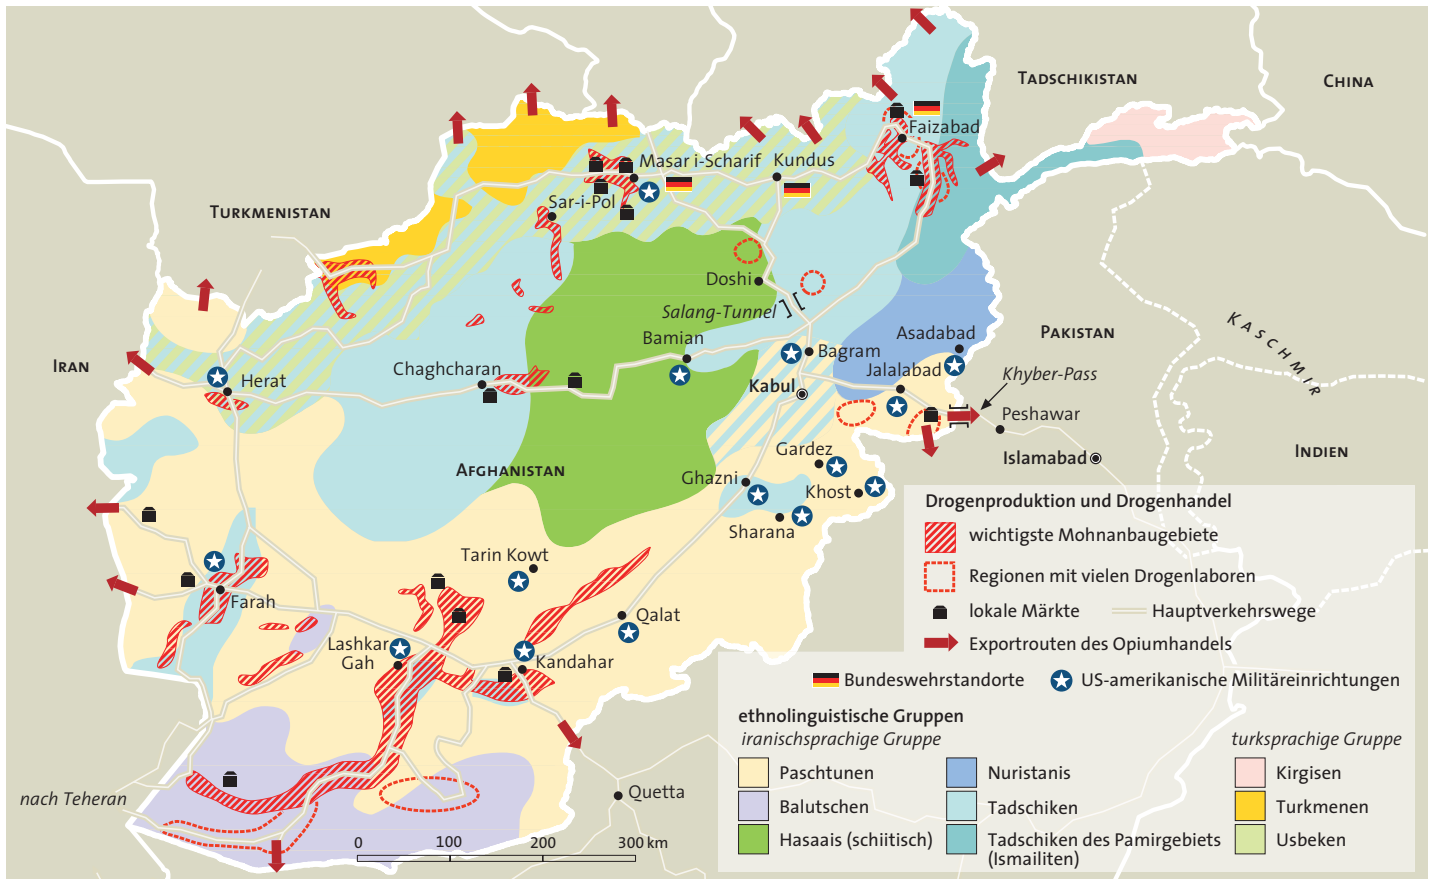 TADSCHIKISTAN
CHINA
Faizabad
Masar i-Scharif
Kundus
TURKMENISTAN
Sar-i-Pol
Doshi
Salang-Tunnel
KASCHMIR
IRAN
Bamian
Asadabad
PAKISTAN
Chaghcharan
Bagram
Jalalabad
Khyber-Pass
Herat
Kabul
Peshawar
AFGHANISTAN
Gardez
Islamabad
INDIEN
Ghazni
Khost
Sharana
Tarin Kowt
Farah
Qalat
Lashkar
Gah
Kandahar
nach Teheran
Quetta
0 100 200 300 km
Drogenproduktion und Drogenhandel
wichtigste Mohnanbaugebiete
Regionen mit vielen Drogenlaboren
lokale Märkte
Hauptverkehrswege
Exportrouten des Opiumhandels
Bundeswehrstandorte
US-amerikanische Militäreinrichtungen
ethnolinguistische Gruppen
iranischsprachige Gruppe
turksprachige Gruppe
Paschtunen
Nuristanis
Kirgisen
Balutschen
Tadschiken
Turkmenen
Hasaais (schiitisch)
Tadschiken des Pamirgebiets
(Ismailiten)
Usbeken